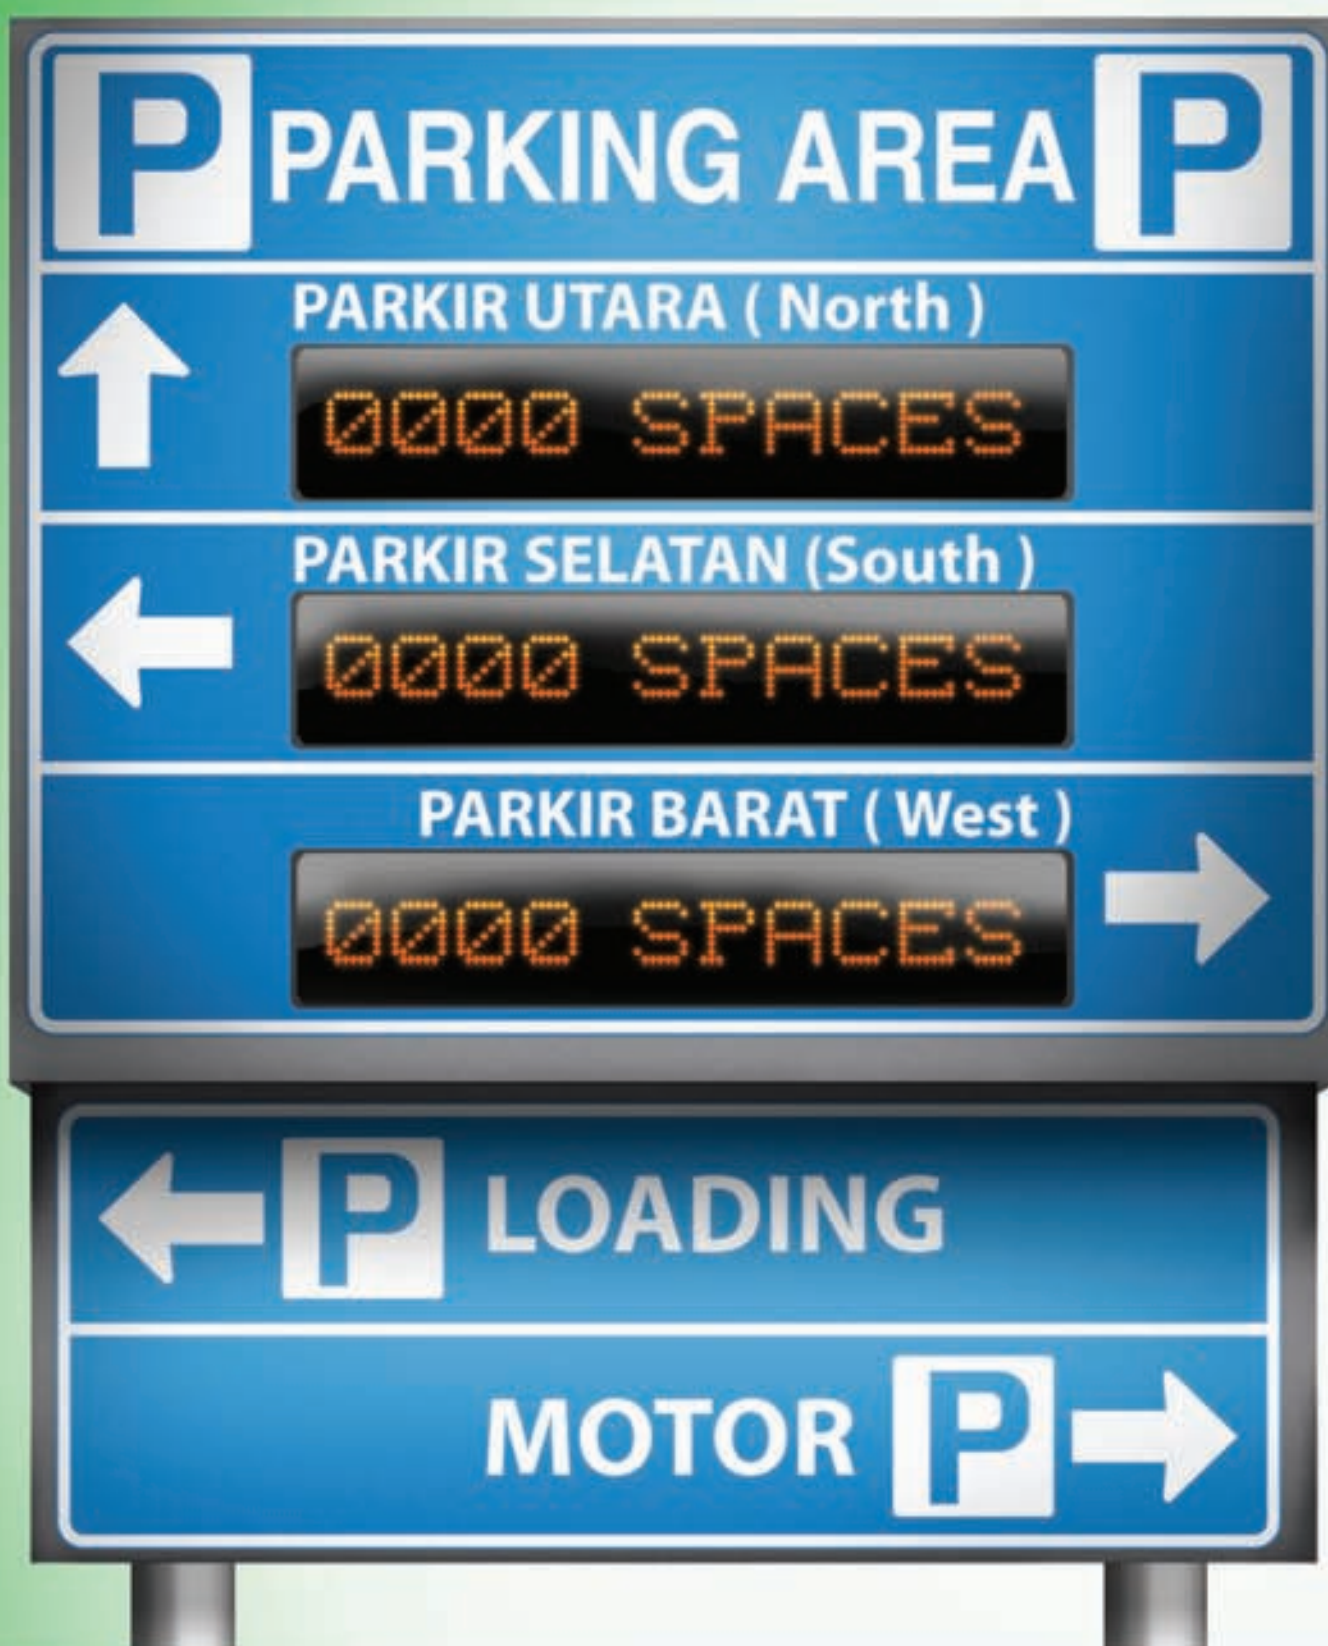 P PARKING AREA P
PARKIR UTARA ( North )
0000 SPACES
PARKIR SELATAN (South )
0000 SPACES
PARKIR BARAT ( West )
0000 SPACES
P LOADING
MOTOR P